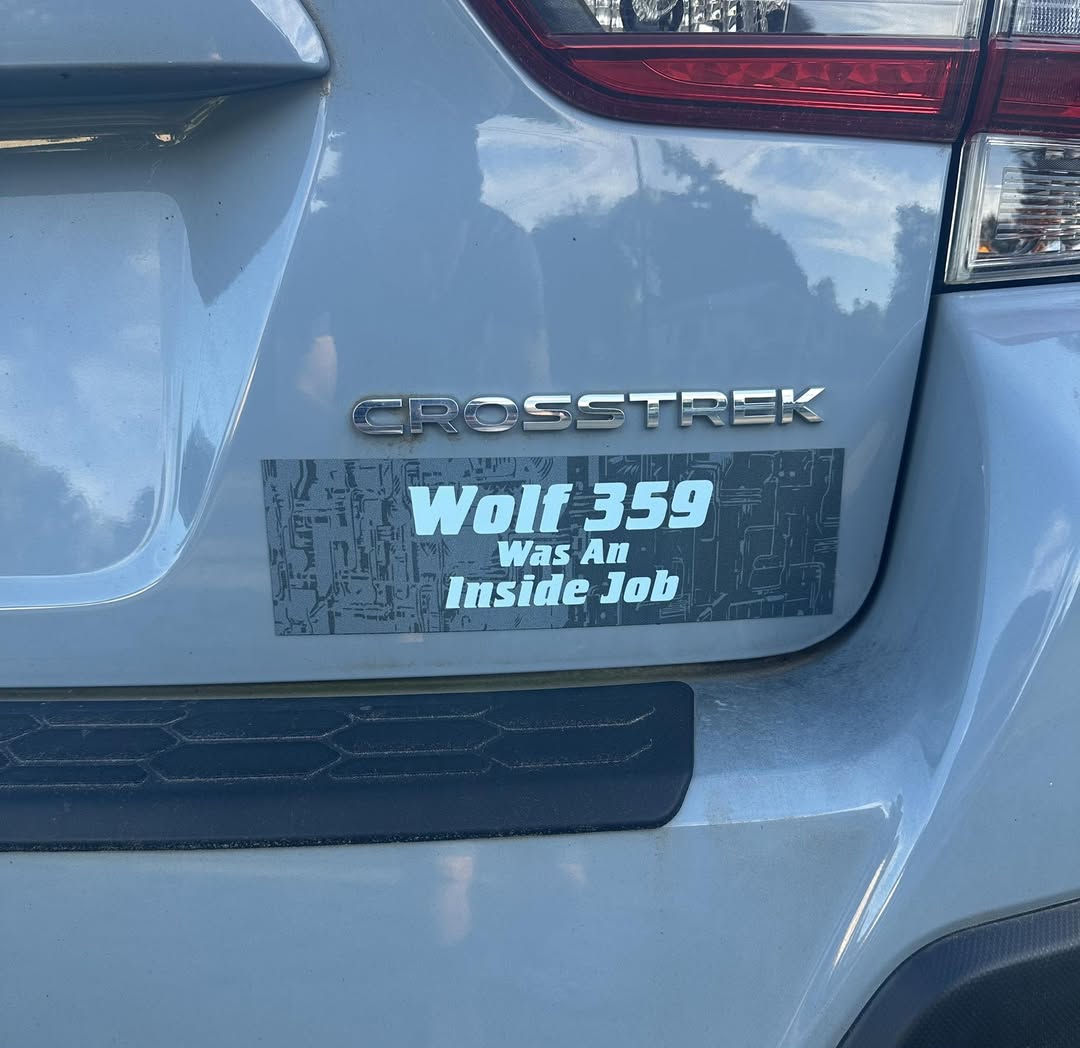 CROSSTREK
Wolf 359
Was An
Inside Job